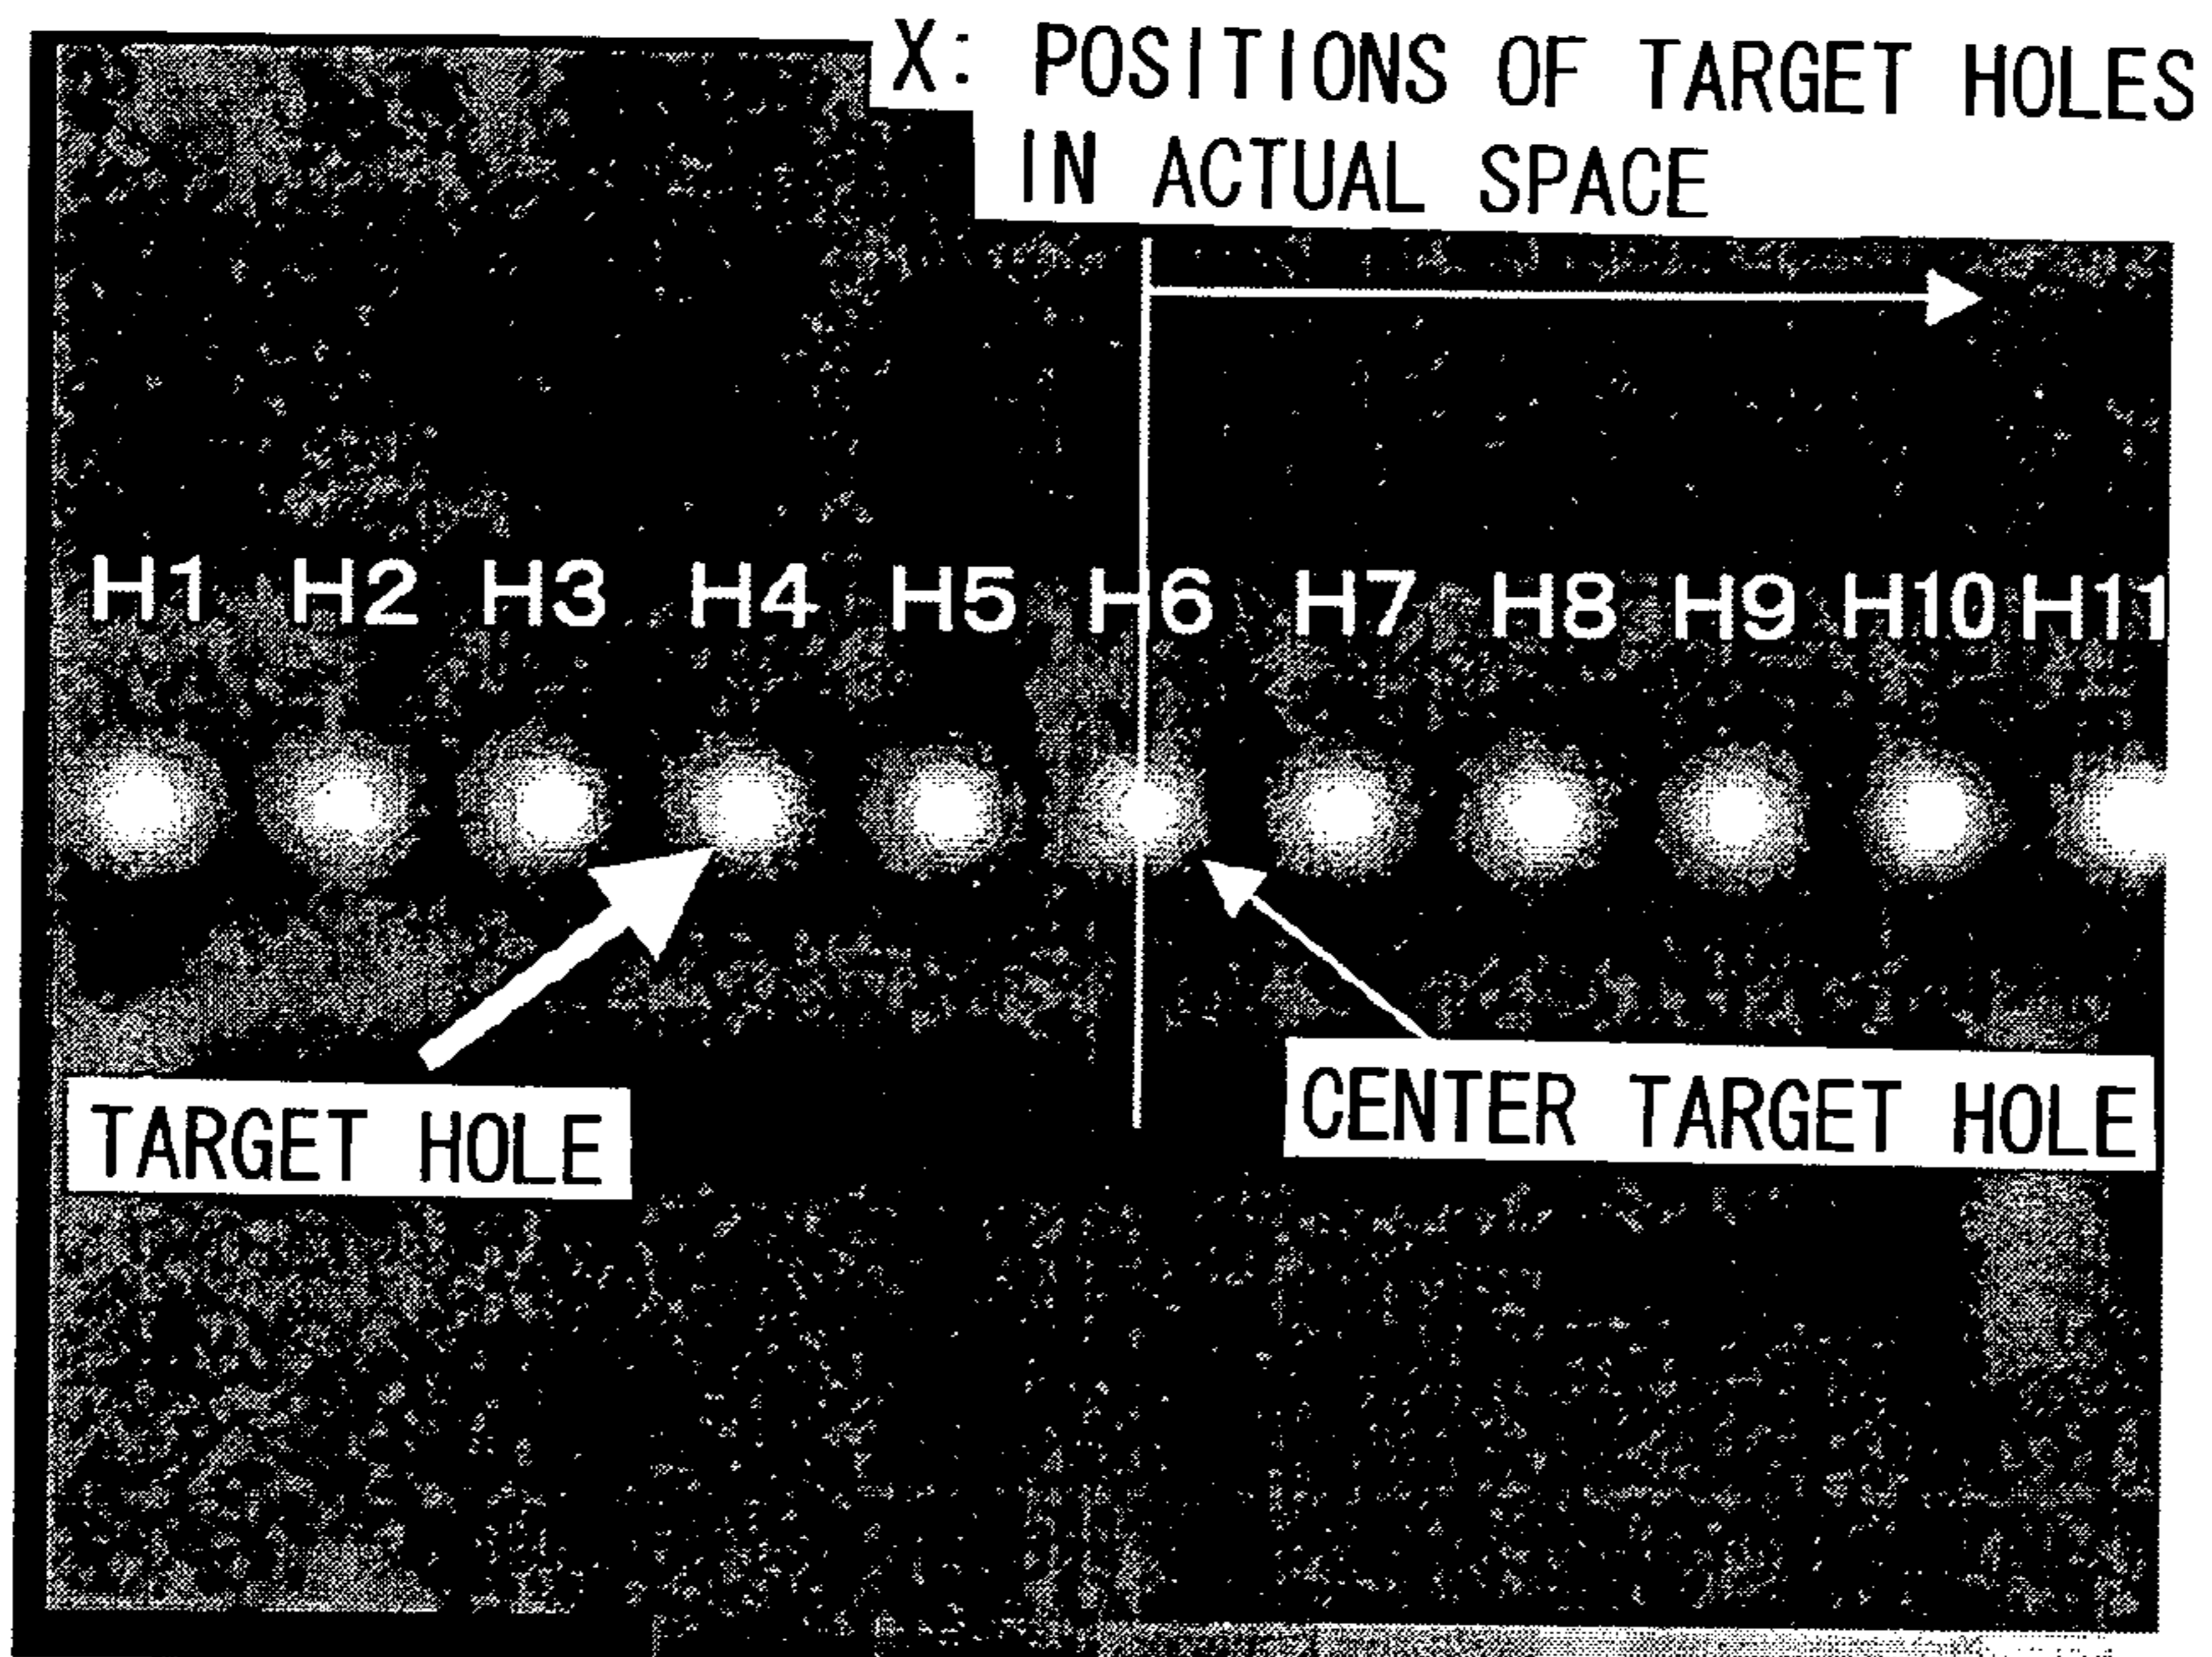 X: POSITIONS OF TARGET HOLES
IN ACTUAL SPACE
H1 H2 H3 H4 H5 H6 H7 H8 H9 H10 H11
TARGET HOLE
CENTER TARGET HOLE